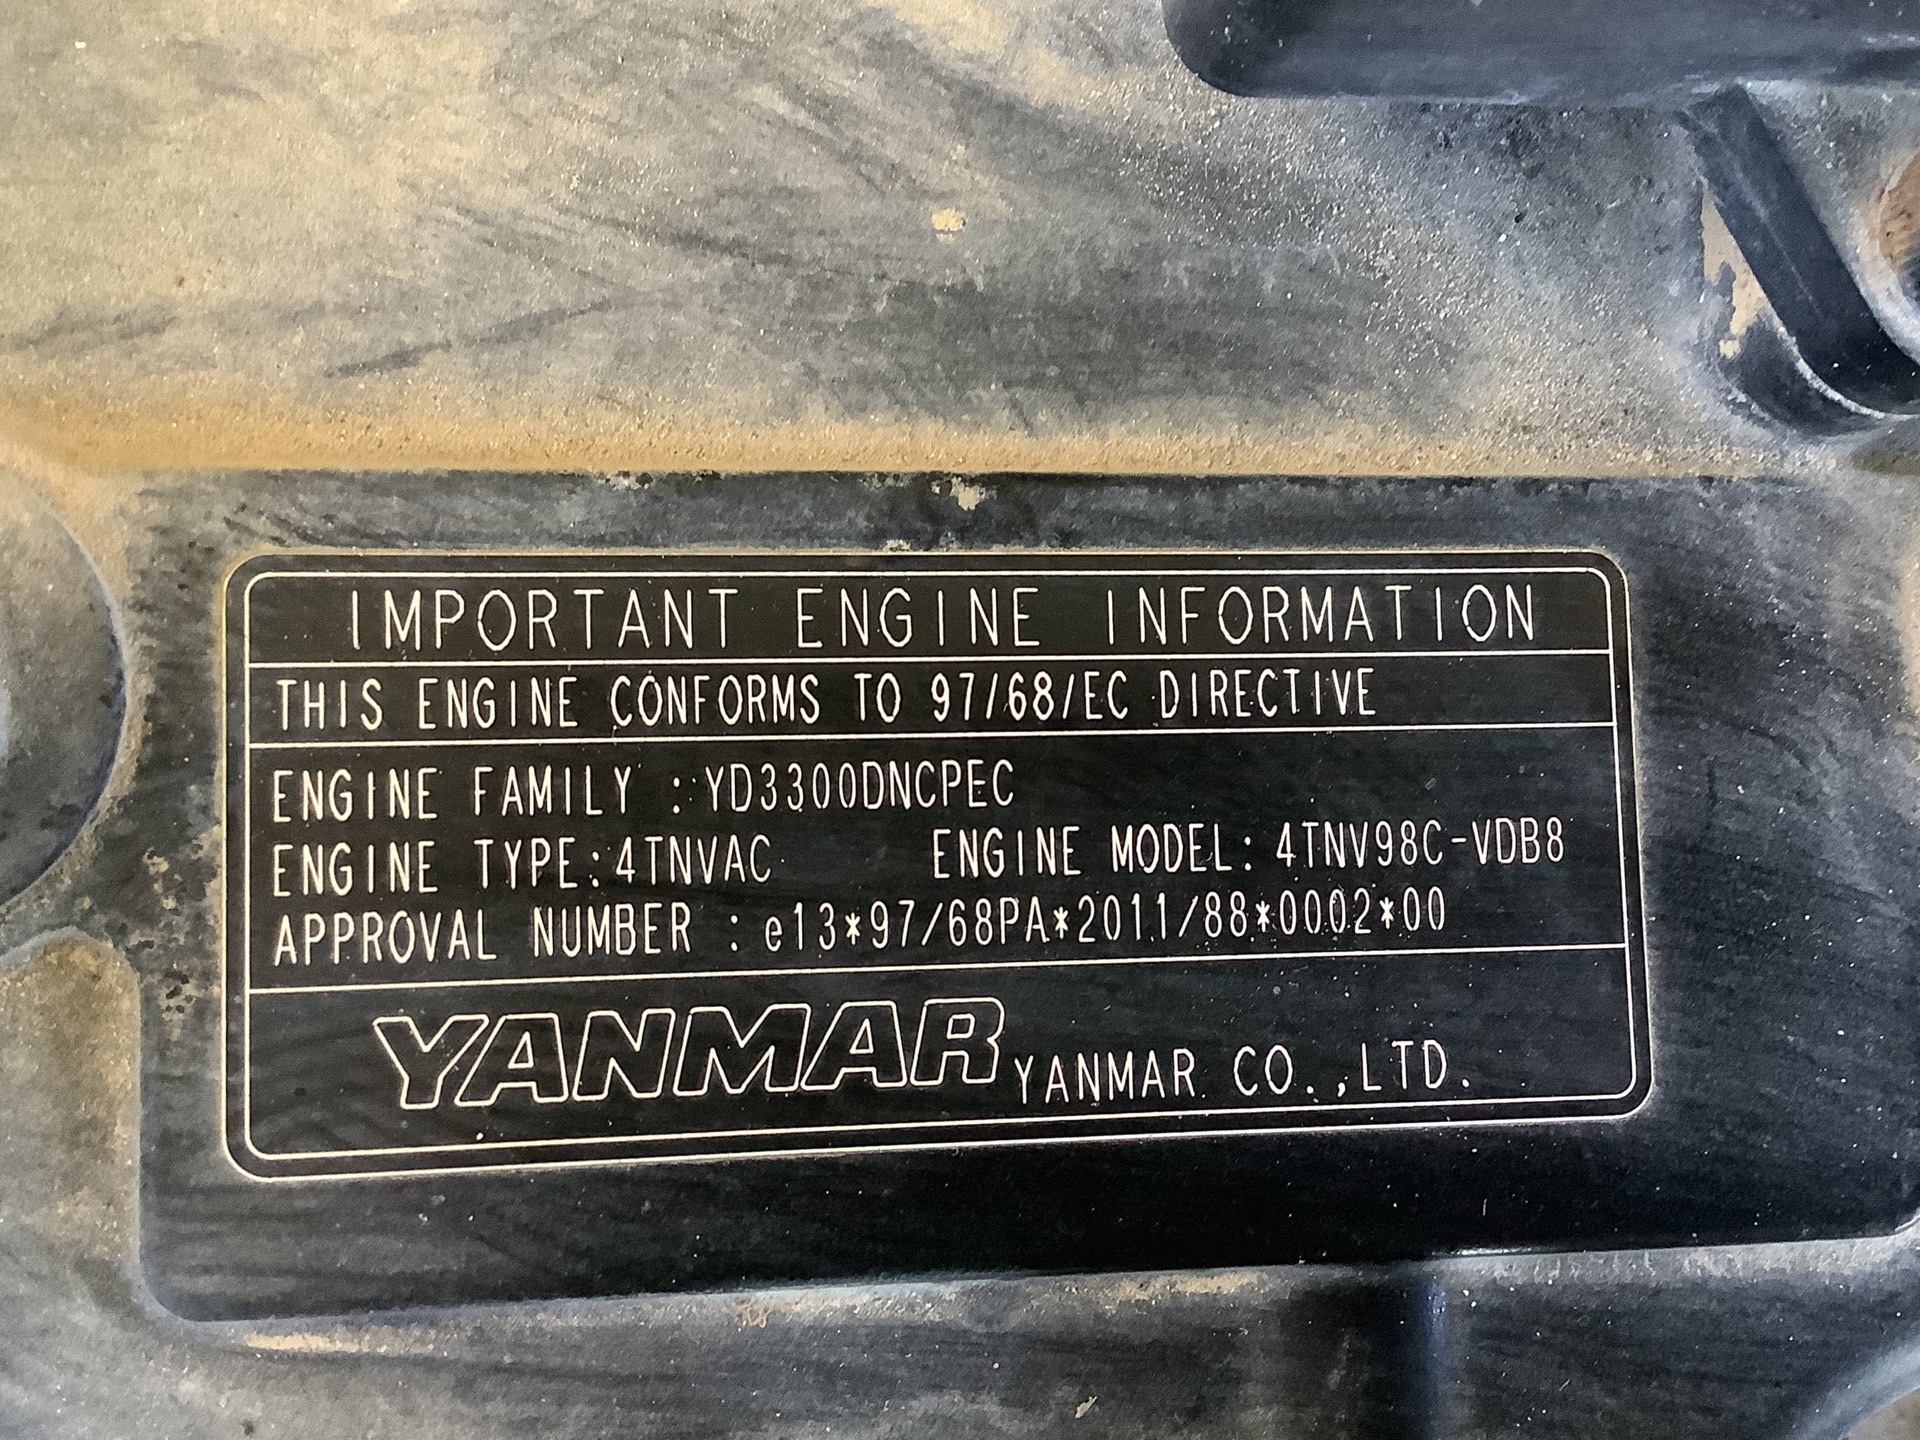 IMPORTANT ENGINE INFORMATION
THIS ENGINE CONFORMS TO 97/68/EC DIRECTIVE
ENGINE FAMILY : YD3300DNCPEC
ENGINE TYPE: 4TNVAC ENGINE MODEL: 4TNV98C-VDB8
APPROVAL NUMBER : e13*97/68PA*2011/88*0002*00
YANMAR YANMAR CO.,LTD.